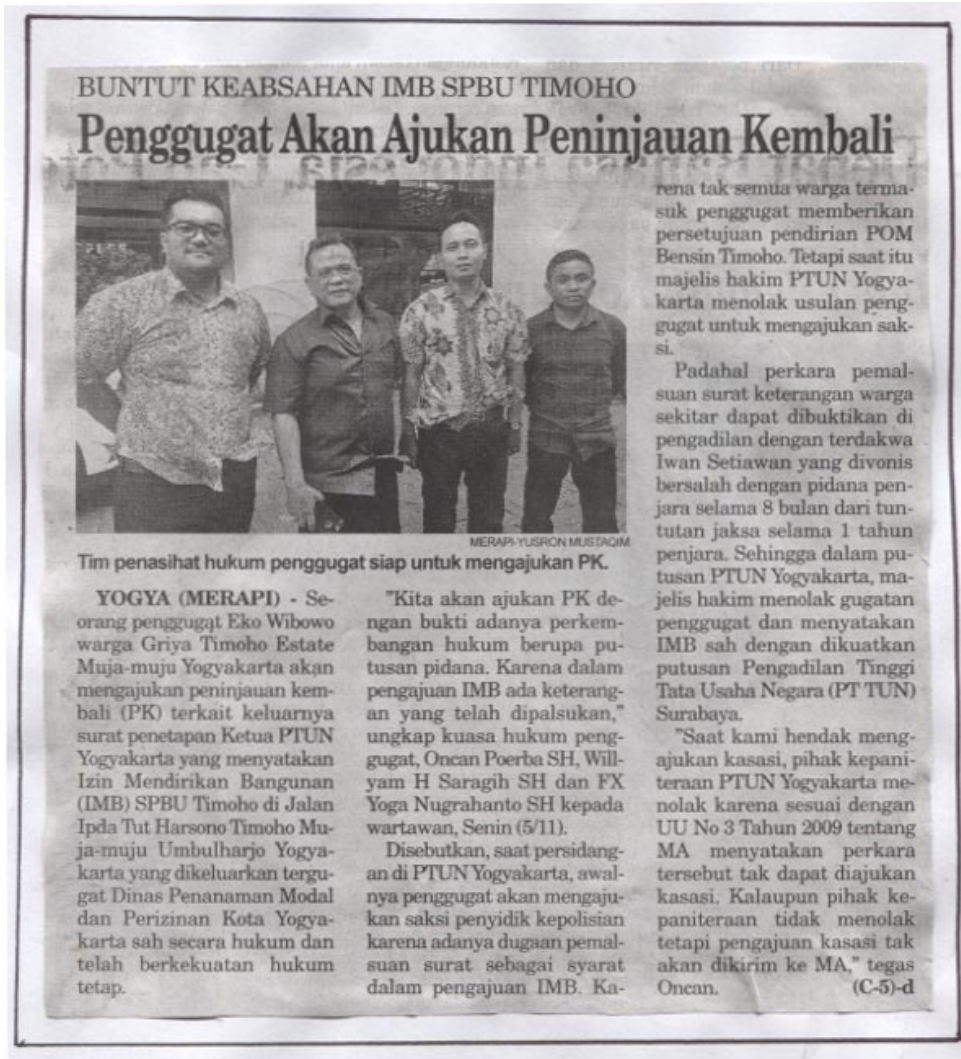 BUNTUT KEABSAHAN IMB SPBU TIMOHO
Penggugat Akan Ajukan Peninjauan Kembali
MERAPI-YUSRON MUSTAQIM
Tim penasihat hukum penggugat siap untuk mengajukan PK.
YOGYA (MERAPI) - Se-
orang penggugat Eko Wibowo
warga Griya Timoho Estate
Muja-muju Yogyakarta akan
mengajukan peninjauan kem-
bali (PK) terkait keluarnya
surat penetapan Ketua PTUN
Yogyakarta yang menyatakan
Izin Mendirikan Bangunan
(IMB) SPBU Timoho di Jalan
Ipda Tut Harsono Timoho Mu-
ja-muju Umbulharjo Yogya-
karta yang dikeluarkan tergu-
gat Dinas Penanaman Modal
dan Perizinan Kota Yogya-
karta sah secara hukum dan
telah berkekuatan hukum
tetap.
"Kita akan ajukan PK de-
ngan bukti adanya perkem-
bangan hukum berupa pu-
tusan pidana. Karena dalam
pengajuan IMB ada keterang-
an yang telah dipalsukan,"
ungkap kuasa hukum peng-
gugat, Oncan Poerba SH, Will-
yam H Saragih SH dan FX
Yoga Nugrahanto SH kepada
wartawan, Senin (5/11).
Disebutkan, saat persidang-
an di PTUN Yogyakarta, awal-
nya penggugat akan mengaju-
kan saksi penyidik kepolisian
karena adanya dugaan pemal-
suan surat sebagai syarat
dalam pengajuan IMB. Ka-
rena tak semua warga terma-
suk penggugat memberikan
persetujuan pendirian POM
Bensin Timoho. Tetapi saat itu
majelis hakim PTUN Yogya-
karta menolak usulan peng-
gugat untuk mengajukan sak-
si.
Padahal perkara pemal-
suan surat keterangan warga
sekitar dapat dibuktikan di
pengadilan dengan terdakwa
Iwan Setiawan yang divonis
bersalah dengan pidana pen-
jara selama 8 bulan dari tun-
tutan jaksa selama 1 tahun
penjara. Sehingga dalam pu-
tusan PTUN Yogyakarta, ma-
jelis hakim menolak gugatan
penggugat dan menyatakan
IMB sah dengan dikuatkan
putusan Pengadilan Tinggi
Tata Usaha Negara (PT TUN)
Surabaya.
"Saat kami hendak meng-
ajukan kasasi, pihak kepani-
teraan PTUN Yogyakarta me-
nolak karena sesuai dengan
UU No 3 Tahun 2009 tentang
MA menyatakan perkara
tersebut tak dapat diajukan
kasasi. Kalaupun pihak ke-
paniteraan tidak menolak
tetapi pengajuan kasasi tak
akan dikirim ke MA," tegas
Oncan. (C-5)-d